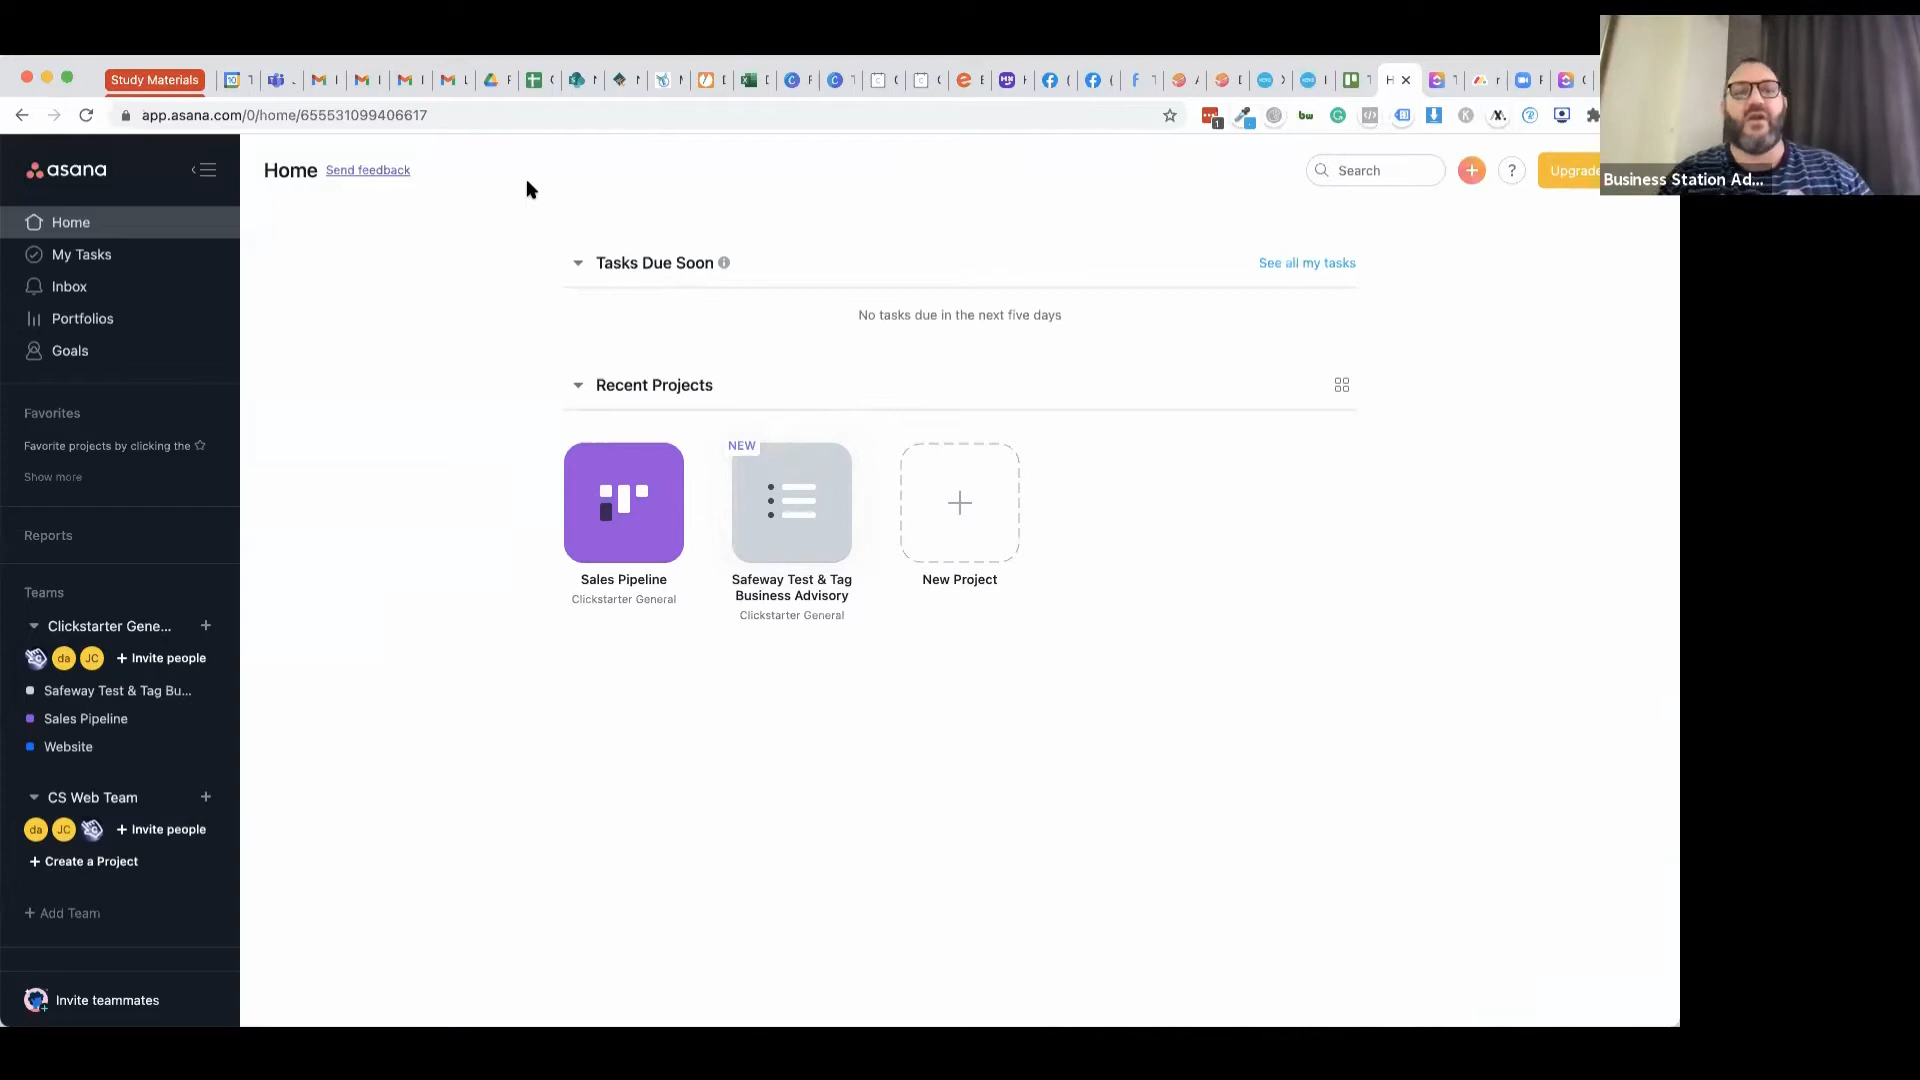 Study Materials
app.asana.com/0/home/655531099406617
Business Station Ad...
asana
Home
My Tasks
Inbox
Portfolios
Goals
Favorites
Favorite projects by clicking the
Show more
Reports
Teams
Clickstarter Gene...
da
JC
+ Invite people
Safeway Test & Tag Bu...
Sales Pipeline
Website
CS Web Team
da
JC
+ Invite people
+ Create a Project
+ Add Team
Invite teammates
Home
Send feedback
Search
?
Upgrade
Tasks Due Soon
See all my tasks
No tasks due in the next five days
Recent Projects
Sales Pipeline
Clickstarter General
NEW
Safeway Test & Tag
Business Advisory
Clickstarter General
New Project